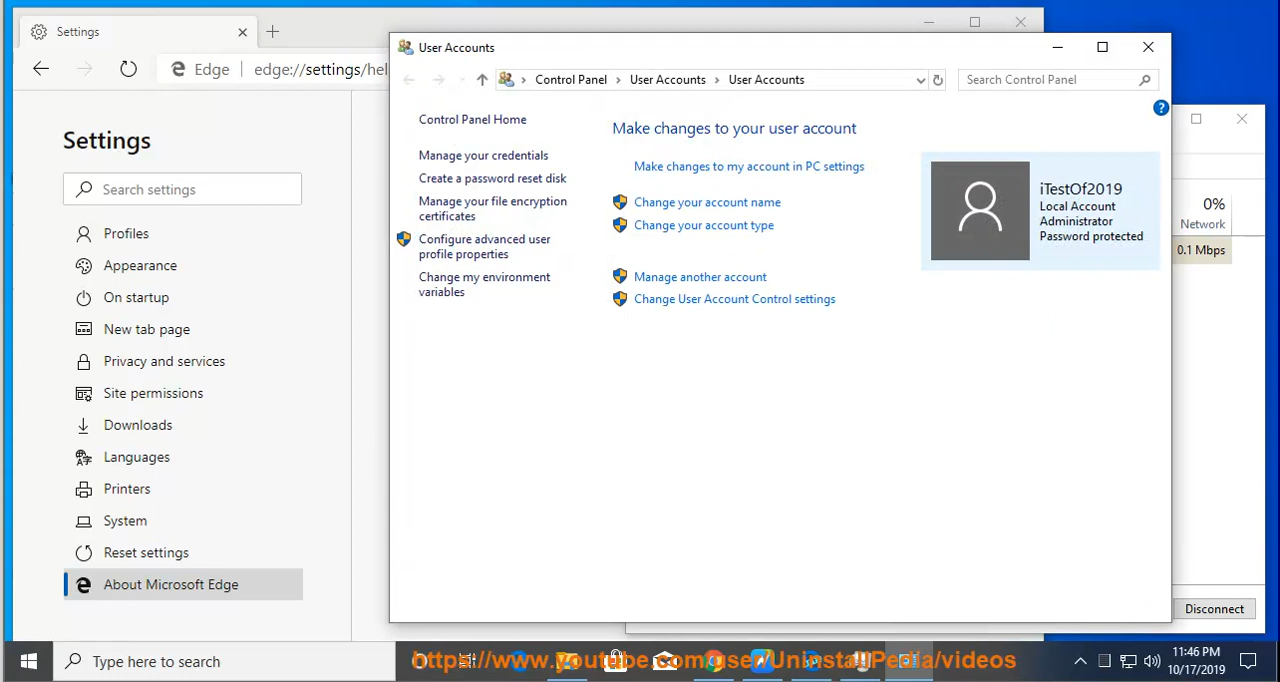 Settings
Edge
edge://settings/hel
Settings
Search settings
Profiles
Appearance
On startup
New tab page
Privacy and services
Site permissions
Downloads
Languages
Printers
System
Reset settings
About Microsoft Edge
User Accounts
Control Panel > User Accounts > User Accounts
Search Control Panel
Control Panel Home
Manage your credentials
Create a password reset disk
Manage your file encryption
certificates
Configure advanced user
profile properties
Change my environment
variables
Make changes to your user account
Make changes to my account in PC settings
Change your account name
Change your account type
Manage another account
Change User Account Control settings
iTestOf2019
Local Account
Administrator
Password protected
0%
Network
0.1 Mbps
Disconnect
Type here to search
https://www.youtube.com/user/UninstallPedia/videos
11:46 PM
10/17/2019